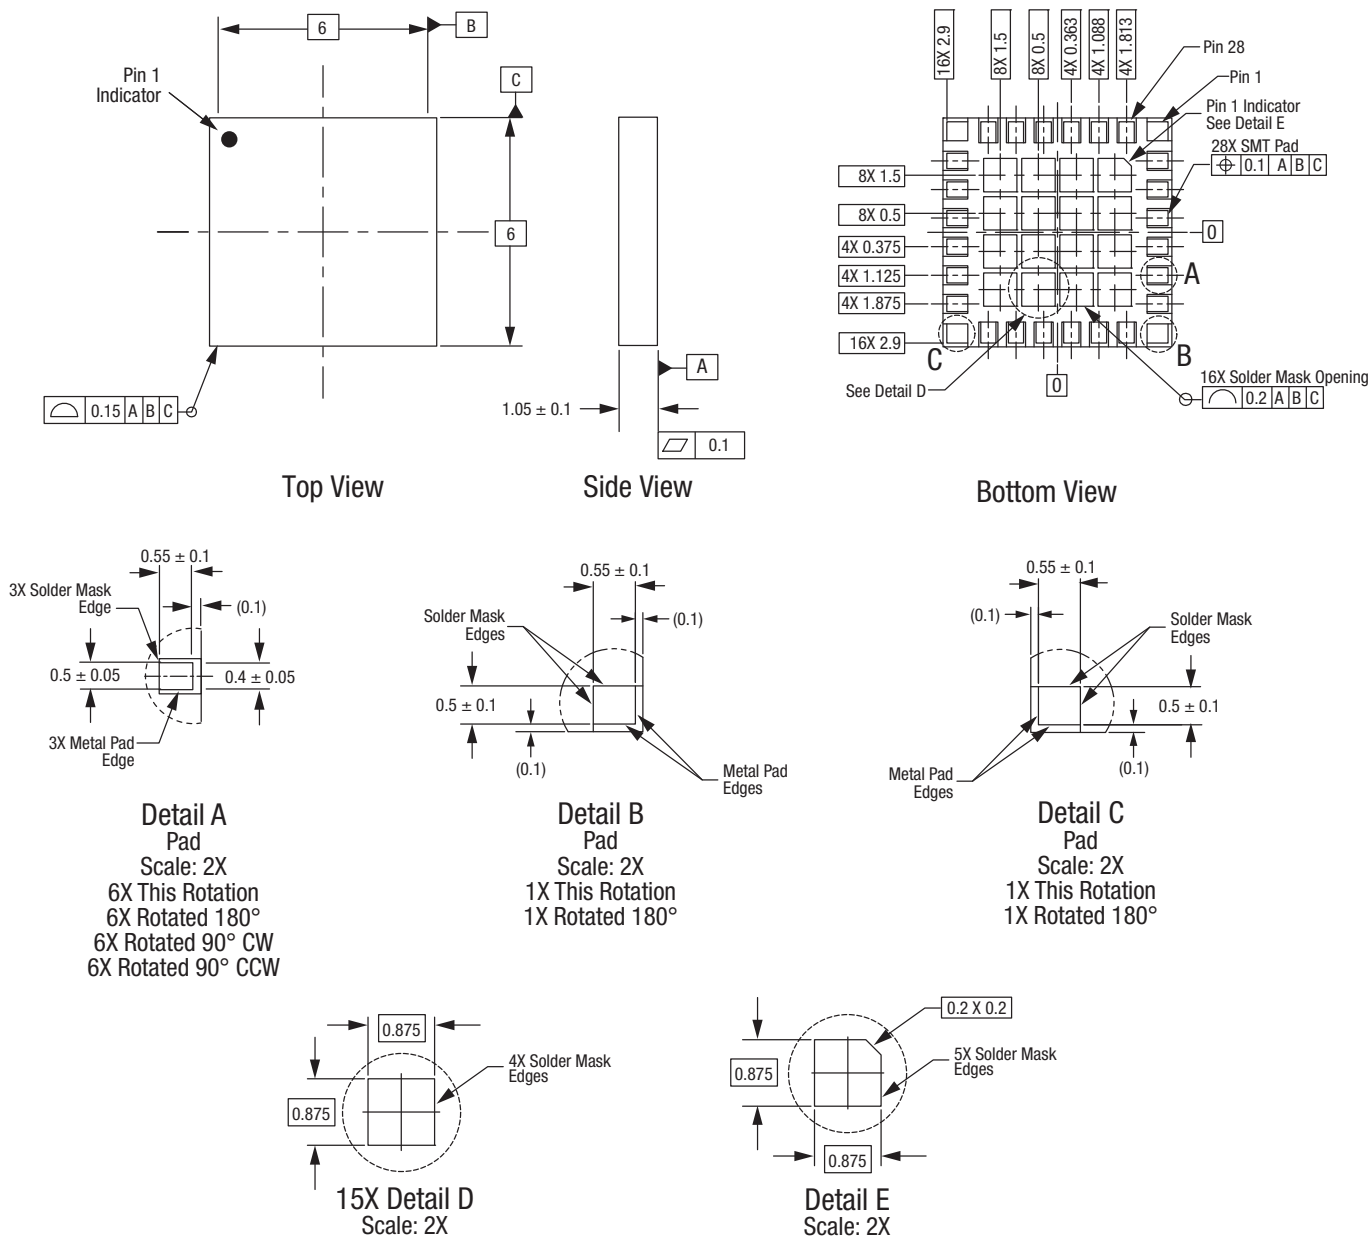 6
B
C
Pin 1
Indicator
6
0.15 A B C
Top View
A
1.05 ± 0.1
0.1
Side View
16X 2.9
8X 1.5
8X 0.5
4X 0.363
4X 1.088
4X 1.813
Pin 28
Pin 1
Pin 1 Indicator
See Detail E
28X SMT Pad
0.1 A B C
8X 1.5
8X 0.5
4X 0.375
4X 1.125
4X 1.875
16X 2.9
0
A
B
C
See Detail D
0
16X Solder Mask Opening
0.2 A B C
Bottom View
0.55 ± 0.1
3X Solder Mask
Edge
(0.1)
0.5 ± 0.05
0.4 ± 0.05
3X Metal Pad
Edge
Detail A
Pad
Scale: 2X
6X This Rotation
6X Rotated 180°
6X Rotated 90° CW
6X Rotated 90° CCW
0.55 ± 0.1
Solder Mask
Edges
(0.1)
0.5 ± 0.1
(0.1)
Metal Pad
Edges
Detail B
Pad
Scale: 2X
1X This Rotation
1X Rotated 180°
0.55 ± 0.1
(0.1)
Solder Mask
Edges
0.5 ± 0.1
(0.1)
Metal Pad
Edges
Detail C
Pad
Scale: 2X
1X This Rotation
1X Rotated 180°
0.875
4X Solder Mask
Edges
0.875
15X Detail D
Scale: 2X
0.2 X 0.2
5X Solder Mask
Edges
0.875
0.875
Detail E
Scale: 2X